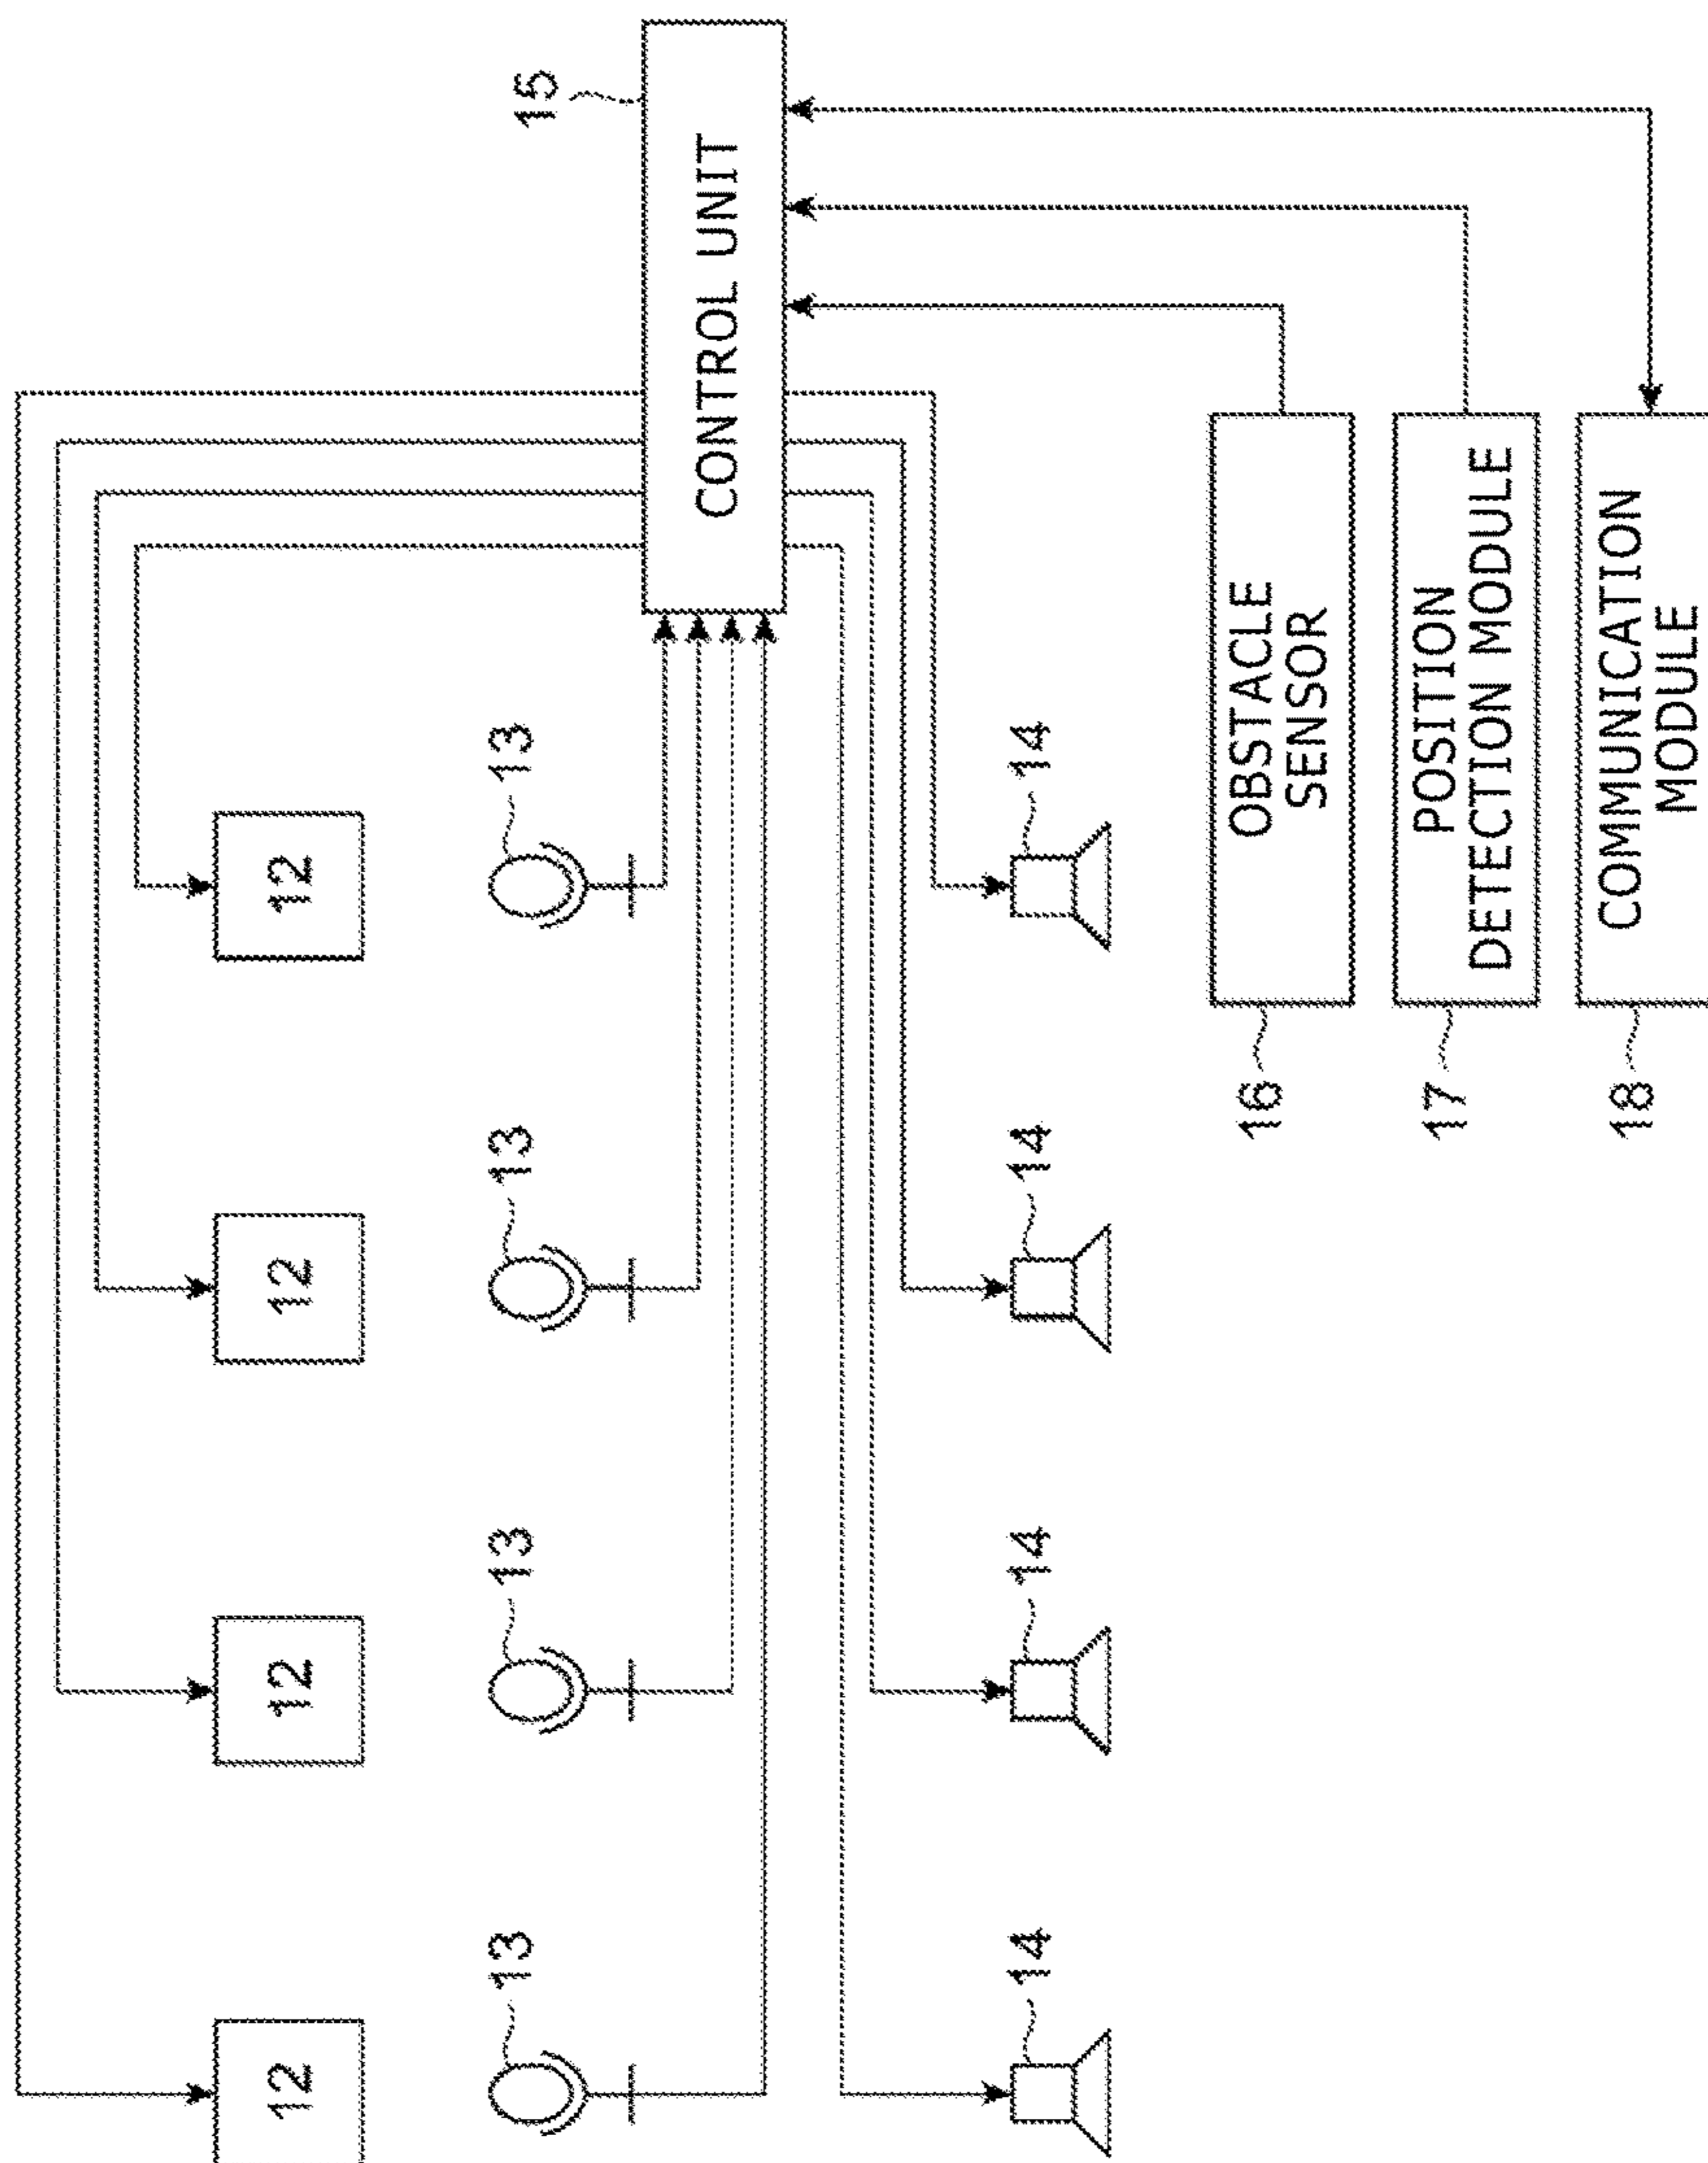 12
12
12
12
13
13
13
13
15
CONTROL UNIT
14
14
14
14
16
OBSTACLE
SENSOR
17
POSITION
DETECTION MODULE
18
COMMUNICATION
MODULE